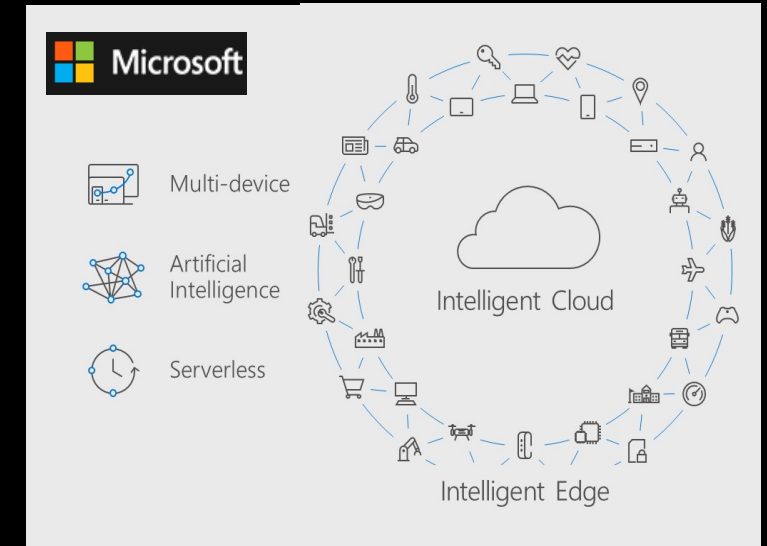 Microsoft
Multi-device
Artificial
Intelligence
Serverless
Intelligent Cloud
Intelligent Edge